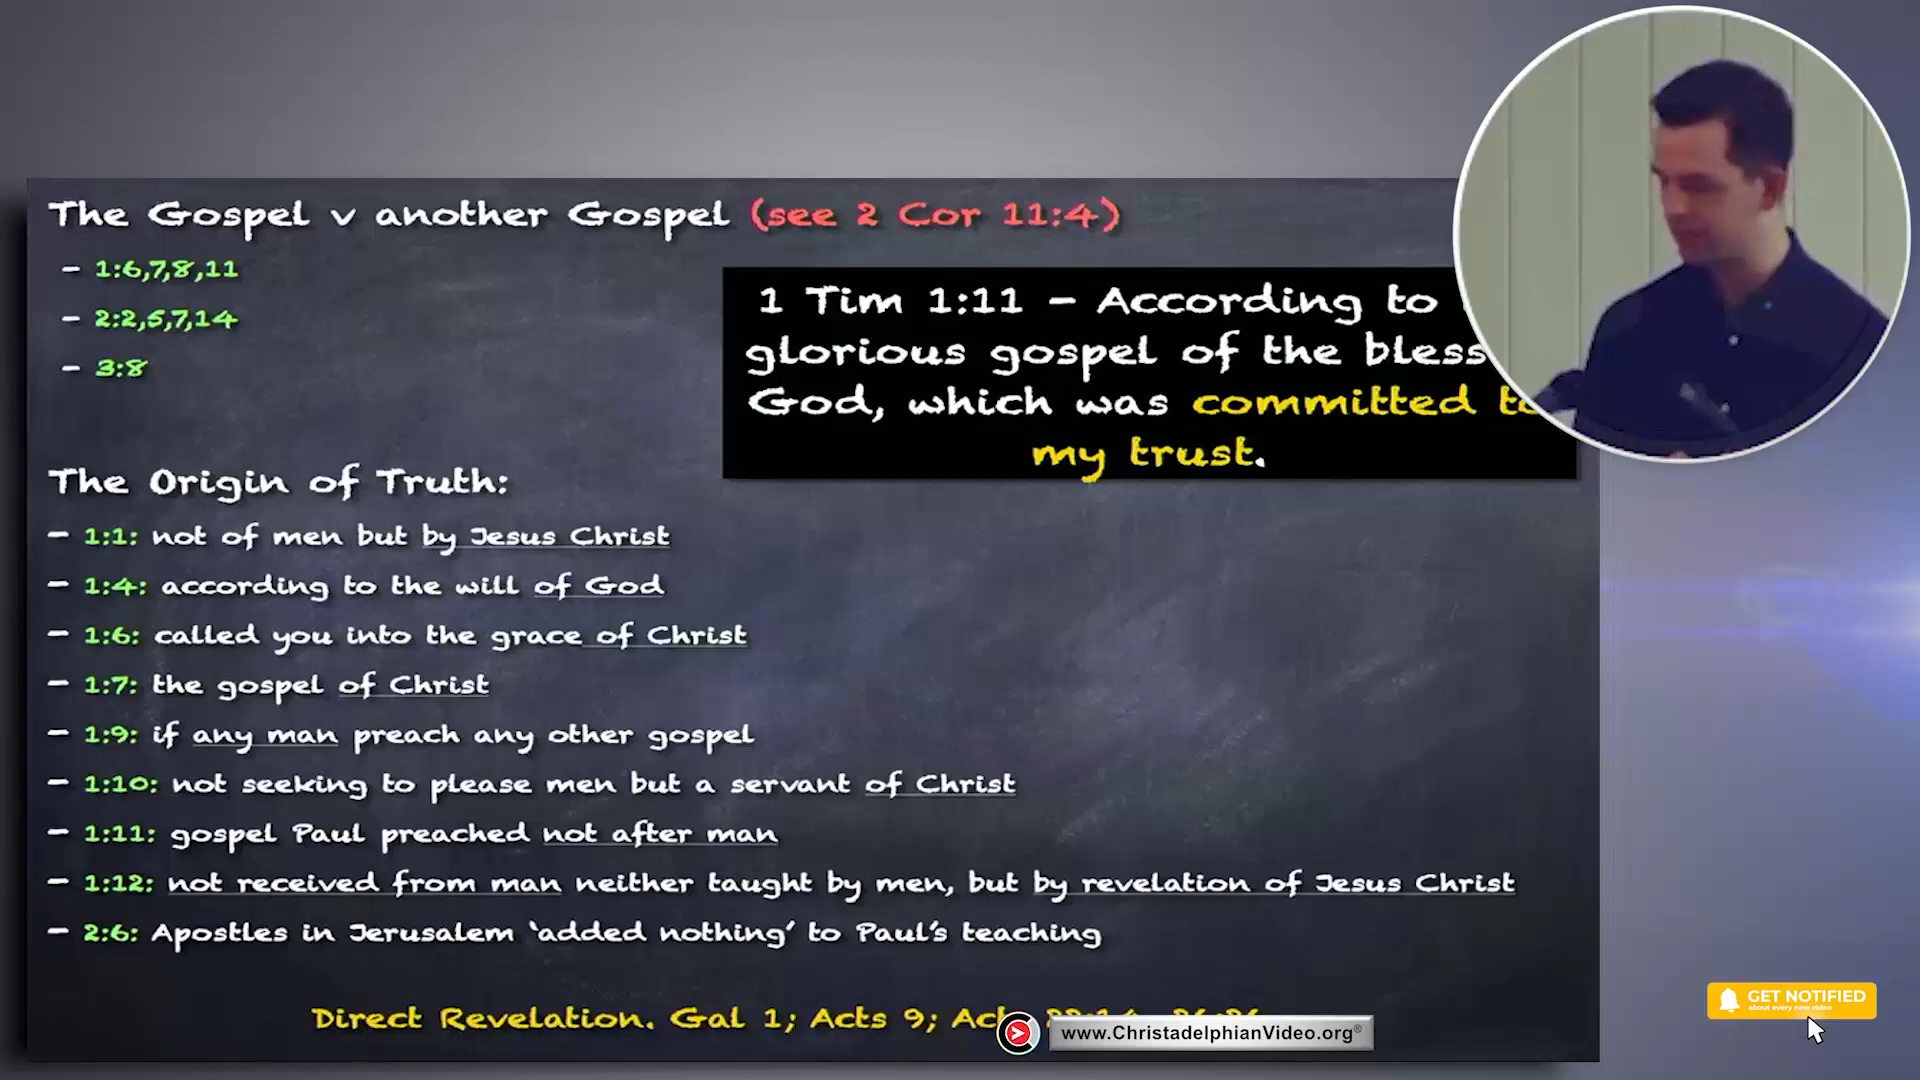 The Gospel v another Gospel (see 2 Cor 11:4)
- 1:6,7,8,11
- 2:2,5,7,14
- 3:8
1 Tim 1:11 - According to
glorious gospel of the bless
God, which was committed to
my trust.
The Origin of Truth:
- 1:1: not of men but by Jesus Christ
- 1:4: according to the will of God
- 1:6: called you into the grace of Christ
- 1:7: the gospel of Christ
- 1:9: if any man preach any other gospel
- 1:10: not seeking to please men but a servant of Christ
- 1:11: gospel Paul preached not after man
- 1:12: not received from man neither taught by men, but by revelation of Jesus Christ
- 2:6: Apostles in Jerusalem 'added nothing' to Paul's teaching
Direct Revelation. Gal 1; Acts 9; Act
www.ChristadelphianVideo.org®
GET NOTIFIED
about every new video